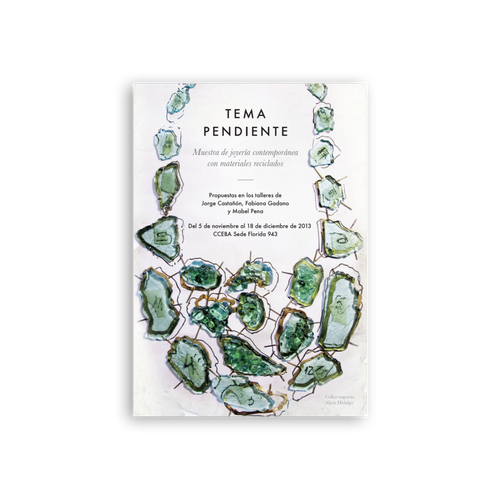 TEMA
PENDIENTE
Muestra de joyería contemporánea
con materiales reciclados
Propuestas en los talleres de
Jorge Castañón, Fabiana Gadano
y Mabel Pena
Del 5 de noviembre al 18 de diciembre de 2013
CCEBA Sede Florida 943
12